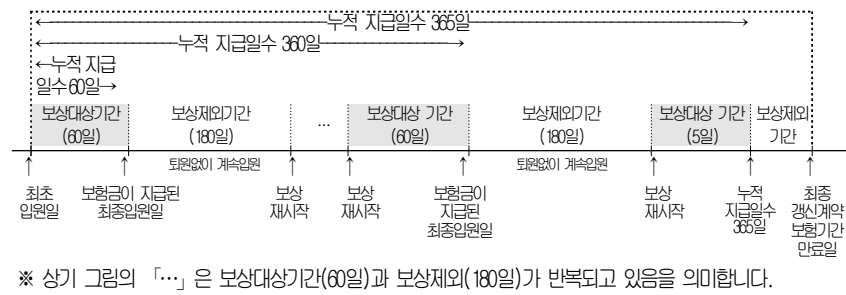 누적 지급일수 365일
누적 지급일수 360일
누적 지급
일수 60일
보상대상기간
(60일)
보상제외기간
(180일)
…
보상대상 기간
(60일)
보상제외기간
(180일)
보상대상 기간
(5일)
보상제외
기간
퇴원없이 계속입원
퇴원없이 계속입원
최초
입원일
보험금이 지급된
최종입원일
보상
재시작
보상
재시작
보험금이
지급된
최종입원일
보상
재시작
누적
지급일수
365일
최종
갱신계약
보험기간
만료일
※ 상기 그림의 「…」은 보상대상기간(60일)과 보상제외(180일)가 반복되고 있음을 의미합니다.